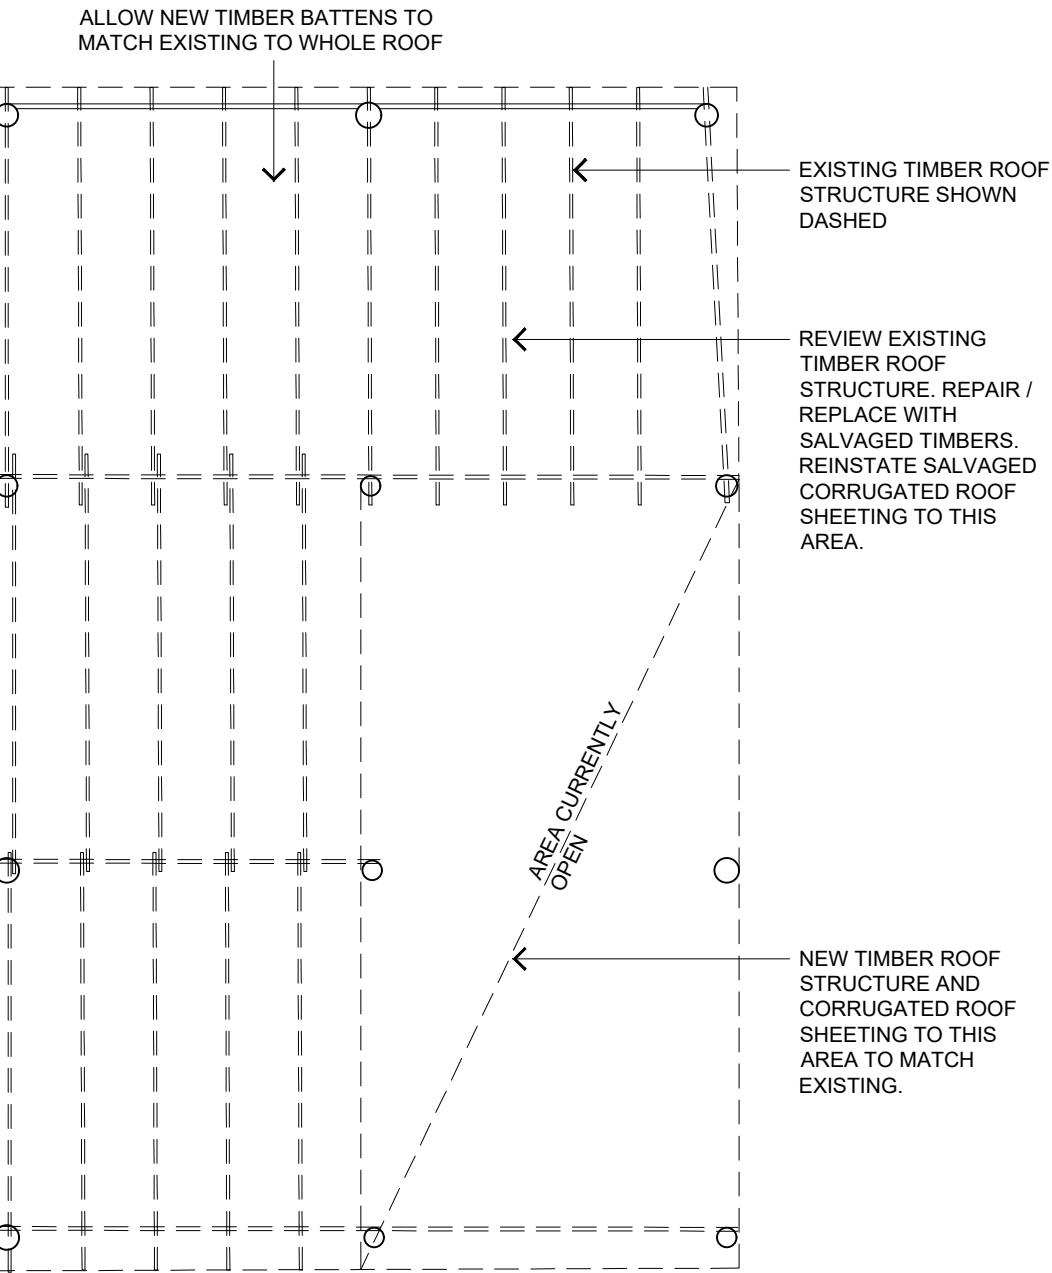 ALLOW NEW TIMBER BATTENS TO
MATCH EXISTING TO WHOLE ROOF
EXISTING TIMBER ROOF
STRUCTURE SHOWN
DASHED
REVIEW EXISTING
TIMBER ROOF
STRUCTURE. REPAIR /
REPLACE WITH
SALVAGED TIMBERS.
REINSTATE SALVAGED
CORRUGATED ROOF
SHEETING TO THIS
AREA.
AREA CURRENTLY
OPEN
NEW TIMBER ROOF
STRUCTURE AND
CORRUGATED ROOF
SHEETING TO THIS
AREA TO MATCH
EXISTING.